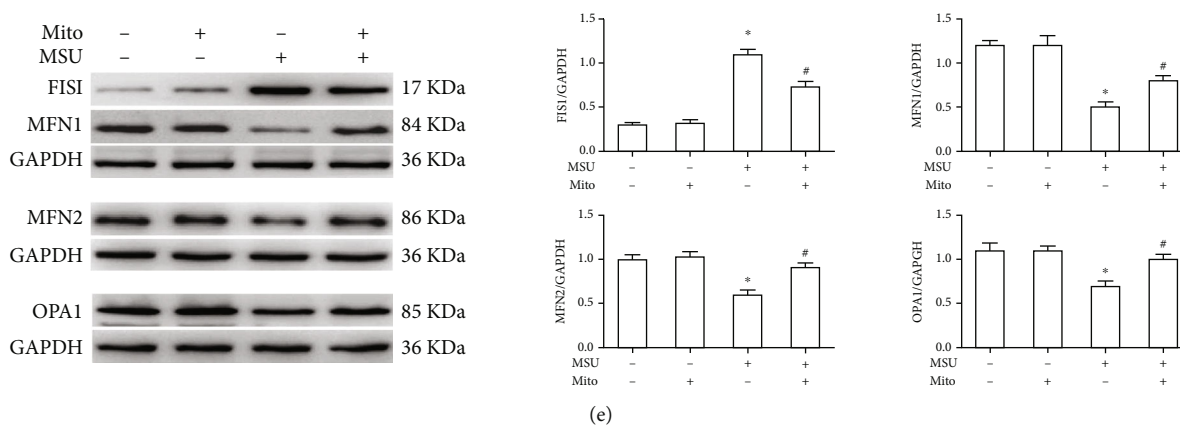 Mito – + – +
MSU – – + +
FISI 17 KDa
MFN1 84 KDa
GAPDH 36 KDa
MFN2 86 KDa
GAPDH 36 KDa
OPA1 85 KDa
GAPDH 36 KDa
FIS1/GAPDH
1.5
1.0
0.5
0.0
*
#
MSU – – + +
Mito – + – +
MFN1/GAPDH
1.5
1.0
0.5
0.0
*
#
MSU – – + +
Mito – + – +
MFN2/GAPDH
1.5
1.0
0.5
0.0
*
#
MSU – – + +
Mito – + – +
OPA1/GAPGH
1.5
1.0
0.5
0.0
*
#
MSU – – + +
Mito – + – +
(e)